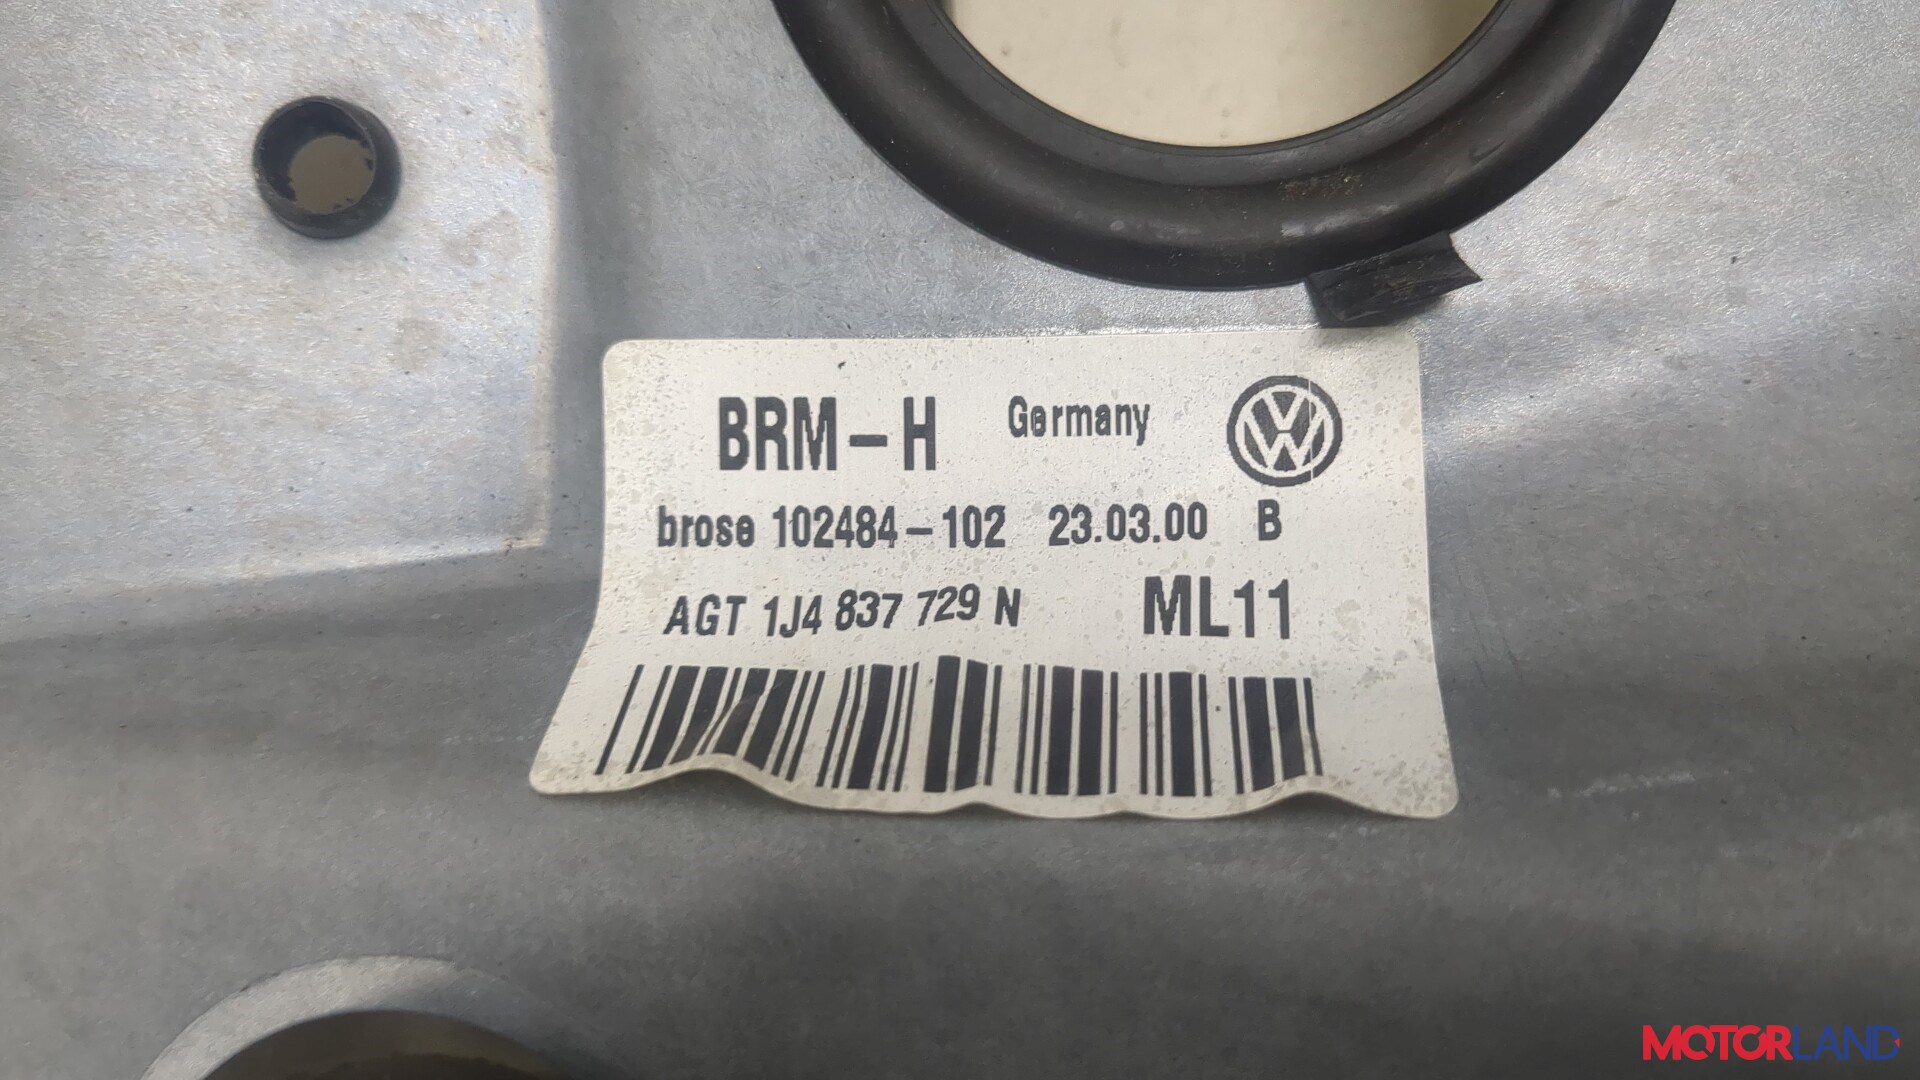 BRM-H Germany
brose 102484-102 23.03.00 B
AGT 1J4 837 729 N ML11
MOTORLAND